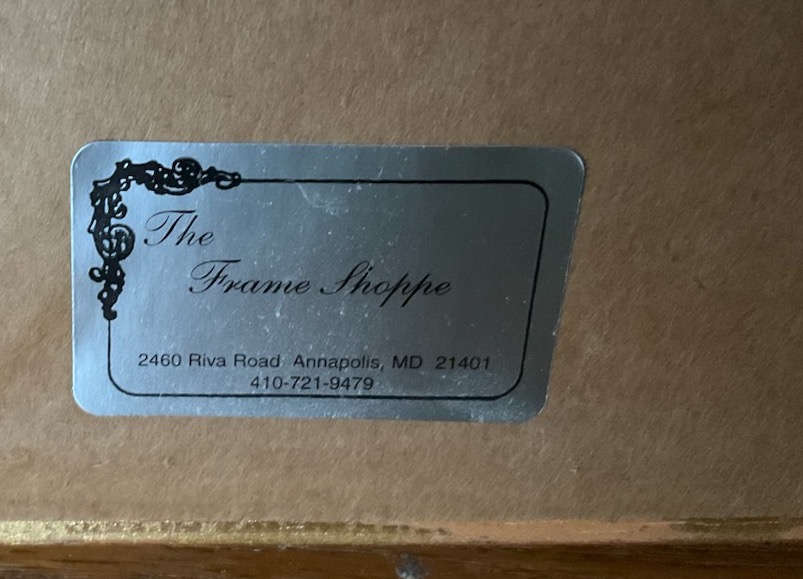 The
Frame Shoppe
2460 Riva Road Annapolis, MD 21401
410-721-9479